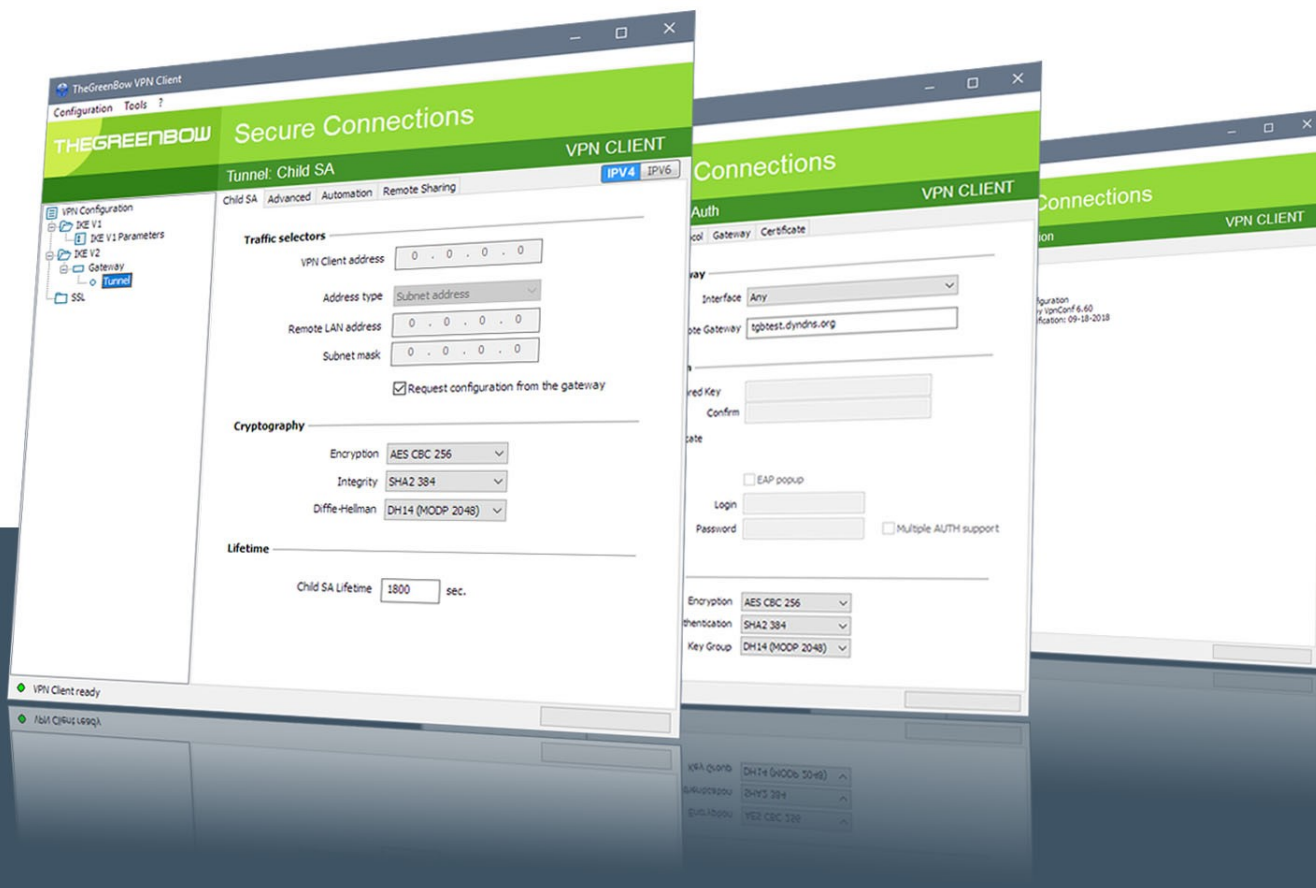 TheGreenBow VPN Client
Configuration Tools ?
THEGREENBOW
Secure Connections
VPN CLIENT
Tunnel: Child SA
IPV4 IPV6
Child SA Advanced Automation Remote Sharing
VPN Configuration
IKE V1
IKE V1 Parameters
IKE V2
Gateway
Tunnel
SSL
Traffic selectors
VPN Client address 0 . 0 . 0 . 0
Address type Subnet address
Remote LAN address 0 . 0 . 0 . 0
Subnet mask 0 . 0 . 0 . 0
Request configuration from the gateway
Cryptography
Encryption AES CBC 256
Integrity SHA2 384
Diffie-Hellman DH14 (MODP 2048)
Lifetime
Child SA Lifetime 1800 sec.
VPN Client ready
Connections
VPN CLIENT
Auth
Gateway Certificate
Interface Any
Gateway tgbtest.dyndns.org
Key
Confirm
EAP popup
Login
Password
Multiple AUTH support
Encryption AES CBC 256
SHA2 384
Key Group DH14 (MODP 2048)
Connections
VPN CLIENT
VpnConf 6.60
09-18-2018